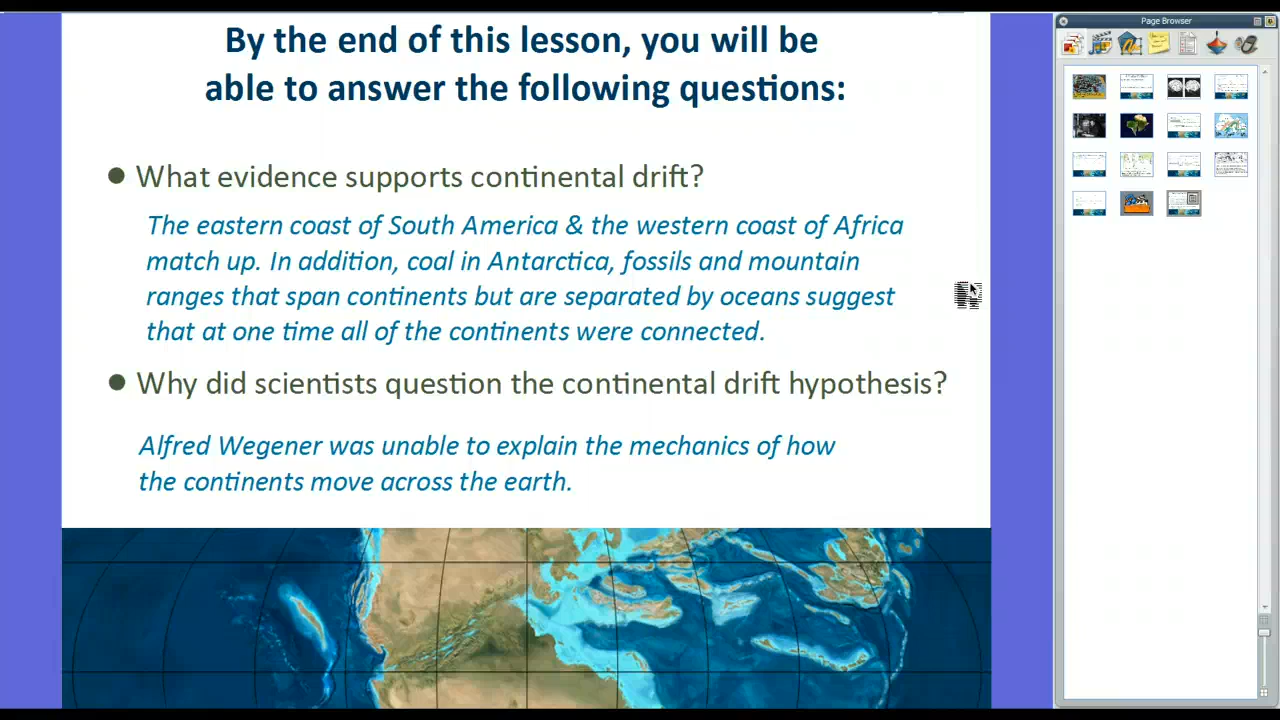 By the end of this lesson, you will be
able to answer the following questions:
● What evidence supports continental drift?
The eastern coast of South America & the western coast of Africa
match up. In addition, coal in Antarctica, fossils and mountain
ranges that span continents but are separated by oceans suggest
that at one time all of the continents were connected.
● Why did scientists question the continental drift hypothesis?
Alfred Wegener was unable to explain the mechanics of how
the continents move across the earth.
Page Browser